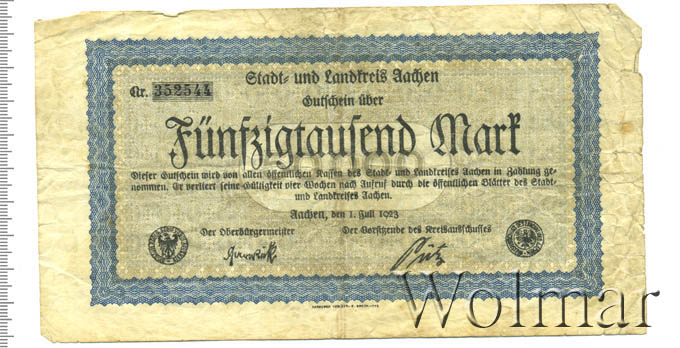 Stadt- und Landkreis Aachen
Nr. 352544
Gutschein über
Fünfzigtausend Mark
Dieser Gutschein wird von allen öffentlichen Kassen des Stadt- und Landkreises Aachen in Zahlung ge-
nommen. Er verliert seine Gültigkeit vier Wochen nach Aufruf durch die öffentlichen Blätter des Stadt-
und Landkreises Aachen.
Aachen, den 1. Juli 1923
Der Oberbürgermeister Der Vorsitzende des Kreisausschusses
Wolmar